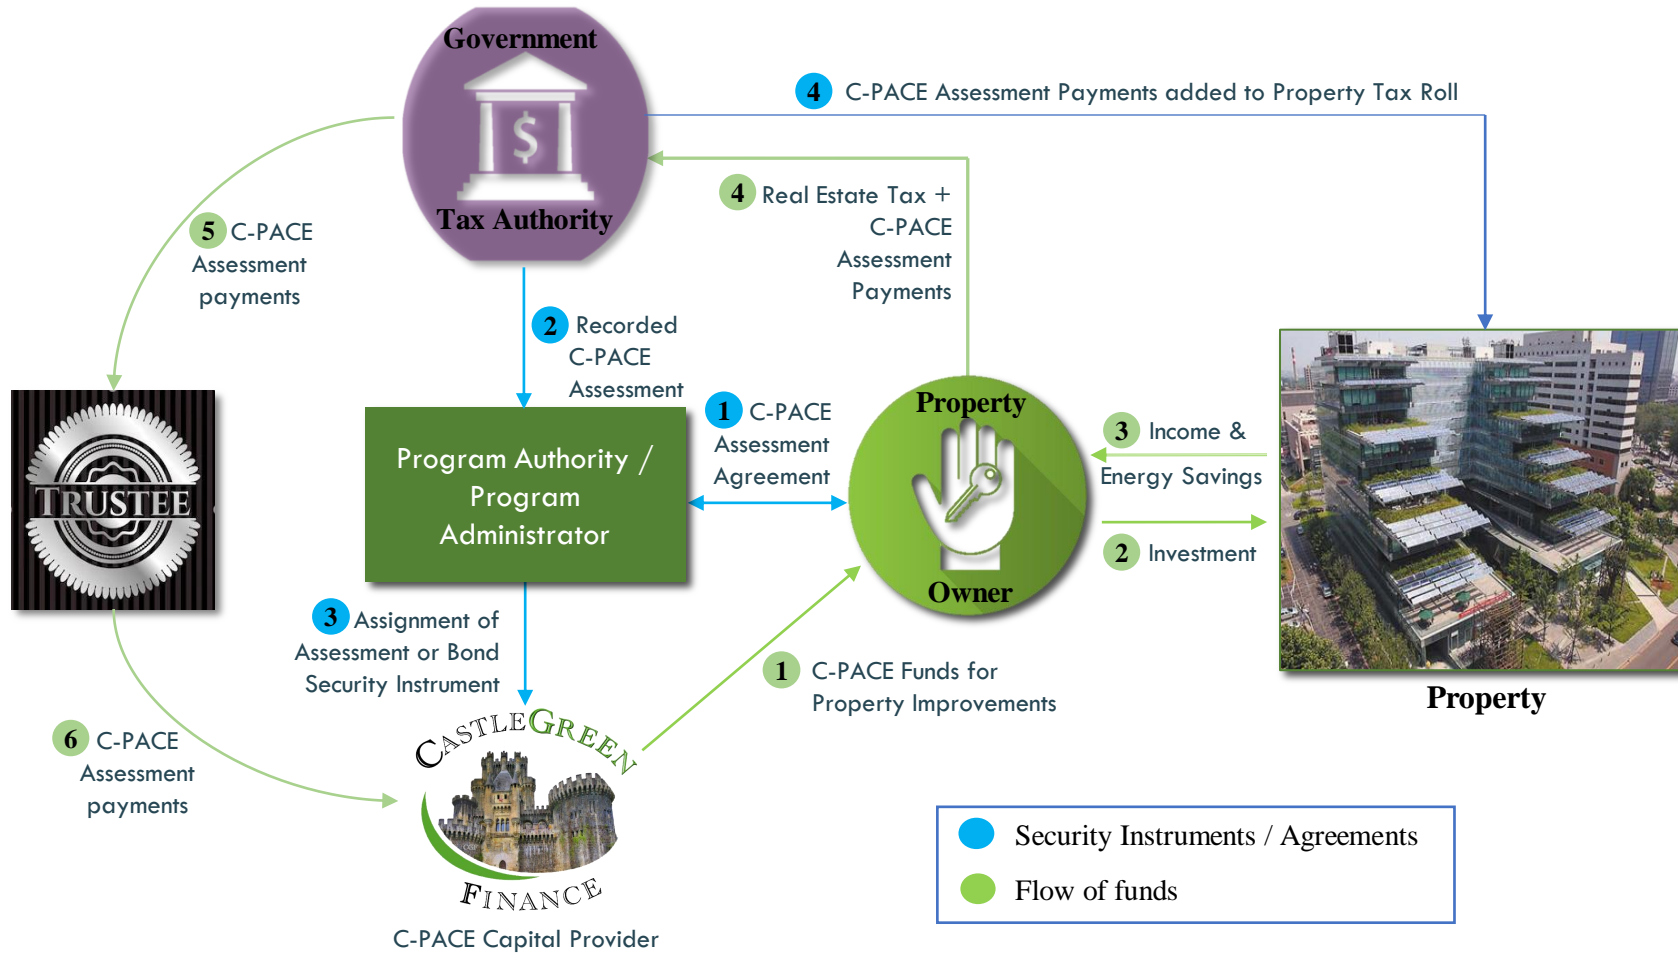 Government
Tax Authority
4 C-PACE Assessment Payments added to Property Tax Roll
4 Real Estate Tax +
C-PACE
Assessment
Payments
5 C-PACE
Assessment
payments
2 Recorded
C-PACE
Assessment
TRUSTEE
Program Authority /
Program
Administrator
1 C-PACE
Assessment
Agreement
Property
Owner
3 Income &
Energy Savings
2 Investment
Property
3 Assignment of
Assessment or Bond
Security Instrument
1 C-PACE Funds for
Property Improvements
6 C-PACE
Assessment
payments
CASTLEGREEN
FINANCE
C-PACE Capital Provider
Security Instruments / Agreements
Flow of funds